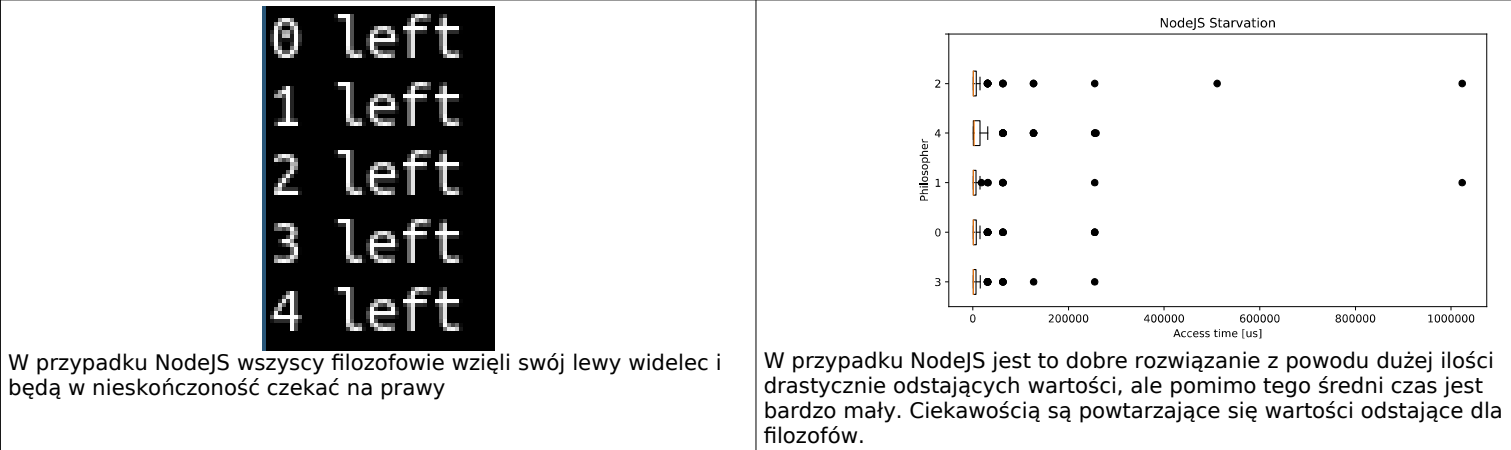 0 left
1 left
2 left
3 left
4 left
W przypadku NodeJS wszyscy filozofowie wzięli swój lewy widelec i
będą w nieskończoność czekać na prawy
NodeJS Starvation
Philosopher
2
4
1
0
3
0 200000 400000 600000 800000 1000000
Access time [us]
W przypadku NodeJS jest to dobre rozwiązanie z powodu dużej ilości
drastycznie odstających wartości, ale pomimo tego średni czas jest
bardzo mały. Ciekawością są powtarzające się wartości odstające dla
filozofów.